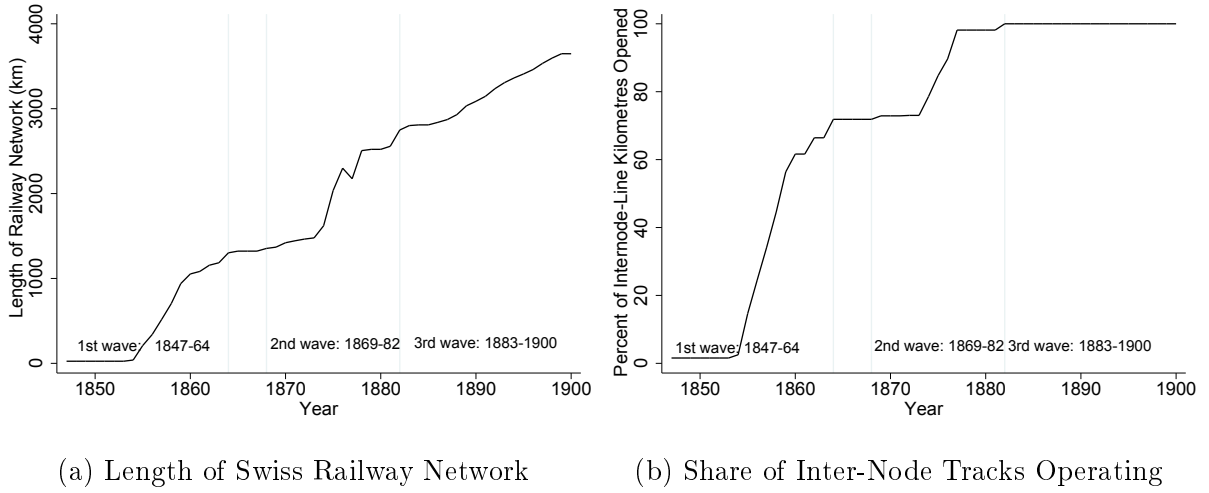 Length of Railway Network (km)
4000
3000
2000
1000
0
1st wave: 1847-64
2nd wave: 1869-82
3rd wave: 1883-1900
1850 1860 1870 1880 1890 1900
Year
(a) Length of Swiss Railway Network
Percent of Internode-Line Kilometres Opened
100
80
60
40
20
0
1st wave: 1847-64
2nd wave: 1869-82
3rd wave: 1883-1900
1850 1860 1870 1880 1890 1900
Year
(b) Share of Inter-Node Tracks Operating